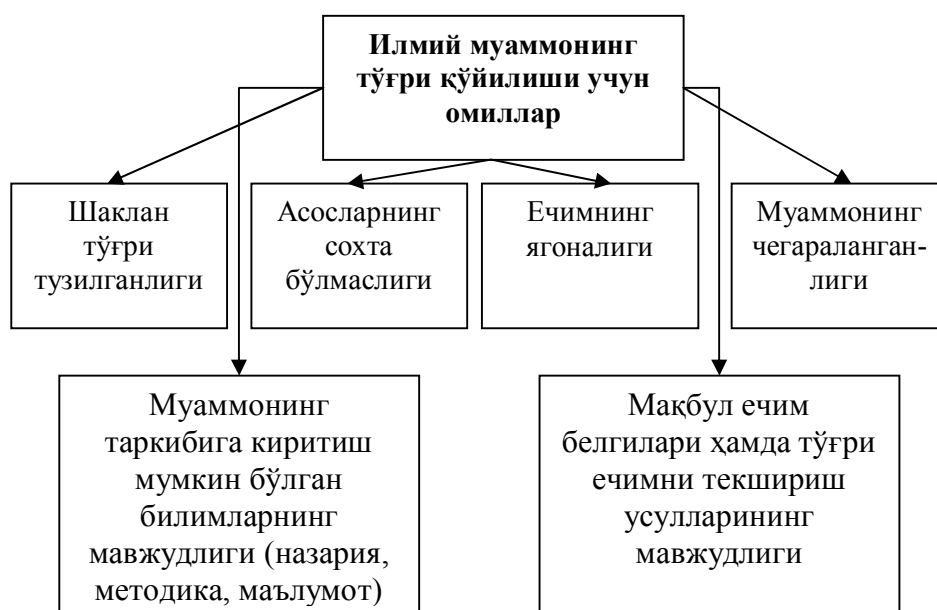 Илмий муаммонинг
тўғри қўйилиши учун
омиллар
Шаклан
тўғри
тузилганлиги
Асосларнинг
сохта
бўлмаслиги
Ечимнинг
ягоналиги
Муаммонинг
чегараланган-
лиги
Муаммонинг
таркибига киритиш
мумкин бўлган
билимларнинг
мавжудлиги (назария,
методика, маълумот)
Мақбул ечим
белгилари ҳамда тўғри
ечимни текшириш
усулларининг
мавжудлиги